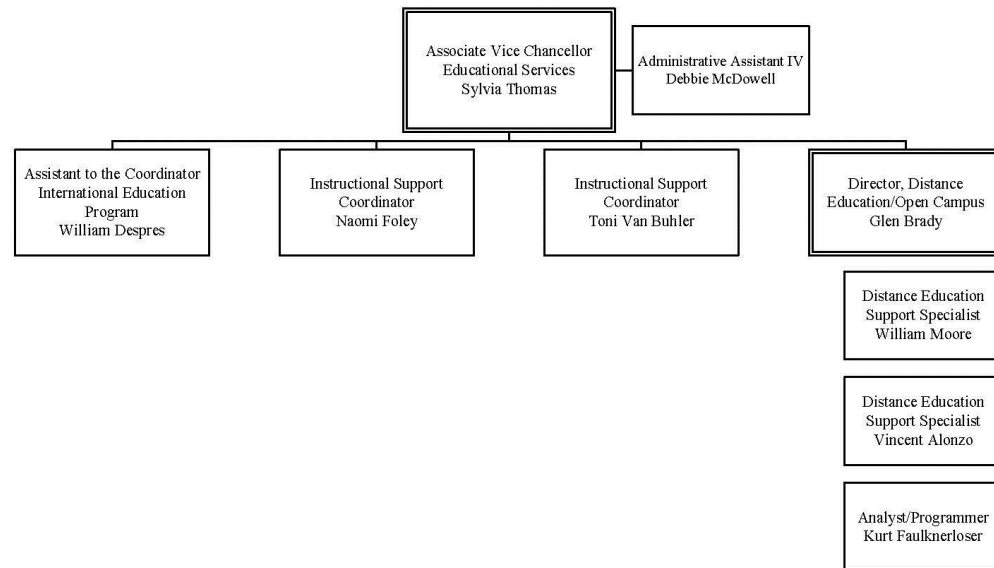 Associate Vice Chancellor
Educational Services
Sylvia Thomas
Administrative Assistant IV
Debbie McDowell
Assistant to the Coordinator
International Education
Program
William Despres
Instructional Support
Coordinator
Naomi Foley
Instructional Support
Coordinator
Toni Van Buhler
Director, Distance
Education/Open Campus
Glen Brady
Distance Education
Support Specialist
William Moore
Distance Education
Support Specialist
Vincent Alonzo
Analyst/Programmer
Kurt Faulknerloser